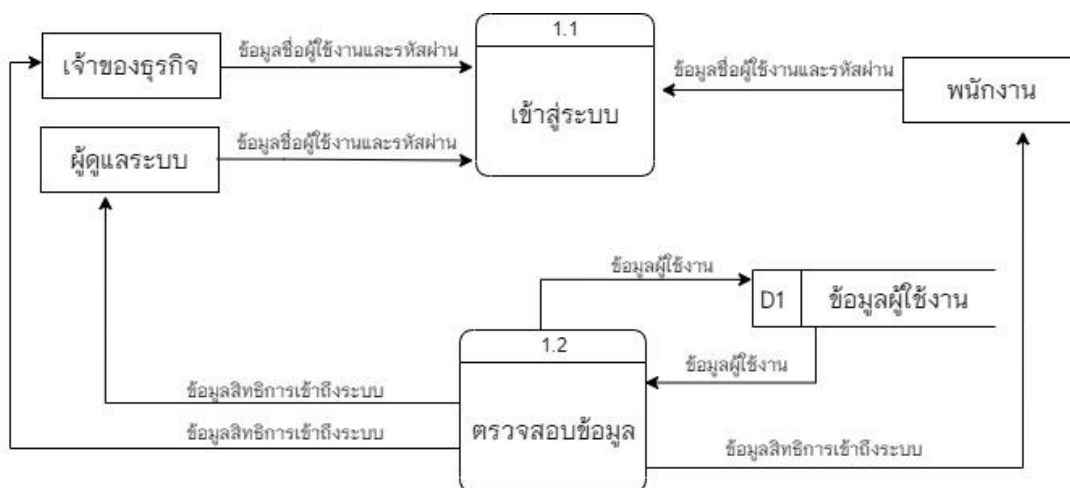 1.1
เจ้าของธุรกิจ
ข้อมูลชื่อผู้ใช้งานและรหัสผ่าน
เข้าสู่ระบบ
ข้อมูลชื่อผู้ใช้งานและรหัสผ่าน
พนักงาน
ผู้ดูแลระบบ
ข้อมูลชื่อผู้ใช้งานและรหัสผ่าน
ข้อมูลผู้ใช้งาน
D1
ข้อมูลผู้ใช้งาน
1.2
ข้อมูลผู้ใช้งาน
ข้อมูลสิทธิการเข้าถึงระบบ
ตรวจสอบข้อมูล
ข้อมูลสิทธิการเข้าถึงระบบ
ข้อมูลสิทธิการเข้าถึงระบบ